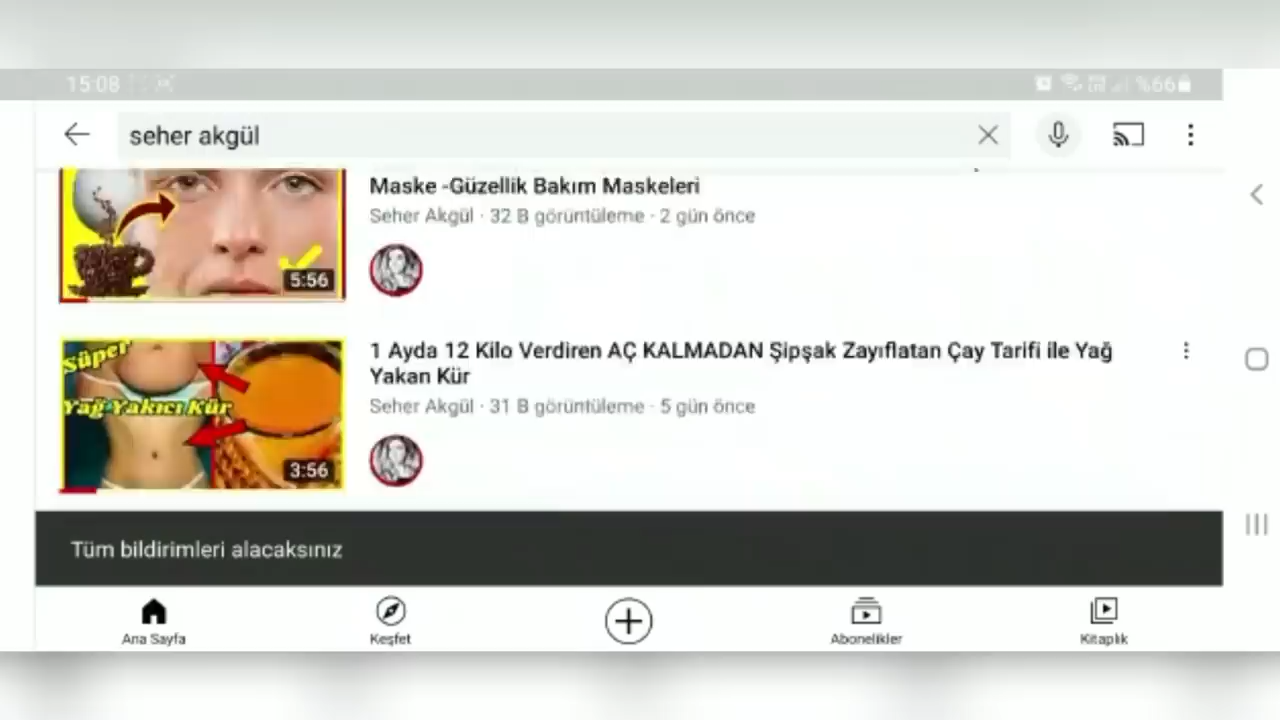 15:08
%66
seher akgül
Maske -Güzellik Bakım Maskeleri
Seher Akgül · 32 B görüntüleme · 2 gün önce
5:56
Süper
Yağ Yakıcı Kür
3:56
1 Ayda 12 Kilo Verdiren AÇ KALMADAN Şipşak Zayıflatan Çay Tarifi ile Yağ
Yakan Kür
Seher Akgül · 31 B görüntüleme · 5 gün önce
Tüm bildirimleri alacaksınız
Ana Sayfa
Keşfet
Abonelikler
Kitaplık